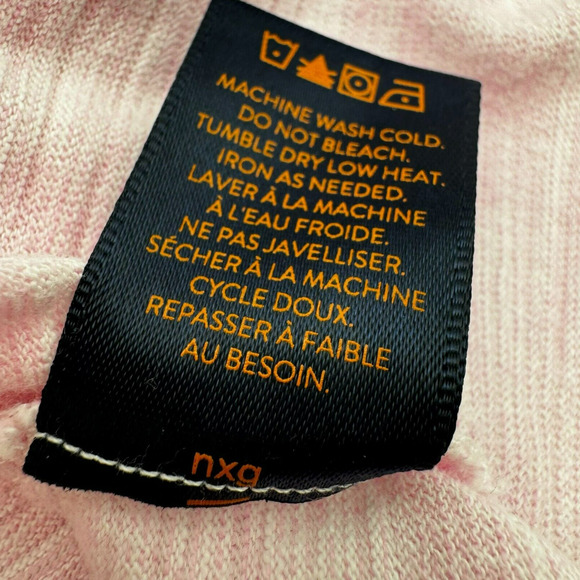 MACHINE WASH COLD.
DO NOT BLEACH.
TUMBLE DRY LOW HEAT.
IRON AS NEEDED.
LAVER À LA MACHINE
À L'EAU FROIDE.
NE PAS JAVELLISER.
SÉCHER À LA MACHINE
CYCLE DOUX.
REPASSER À FAIBLE
AU BESOIN.
nxg